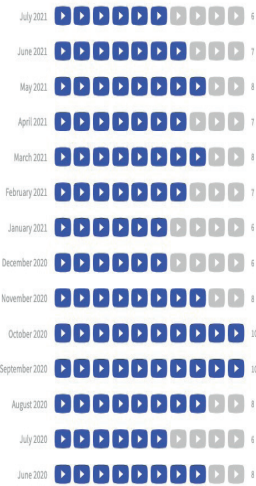 July 2021 6
June 2021 7
May 2021 8
April 2021 7
March 2021 8
February 2021 7
January 2021 6
December 2020 6
November 2020 8
October 2020 10
September 2020 10
August 2020 8
July 2020 6
June 2020 8